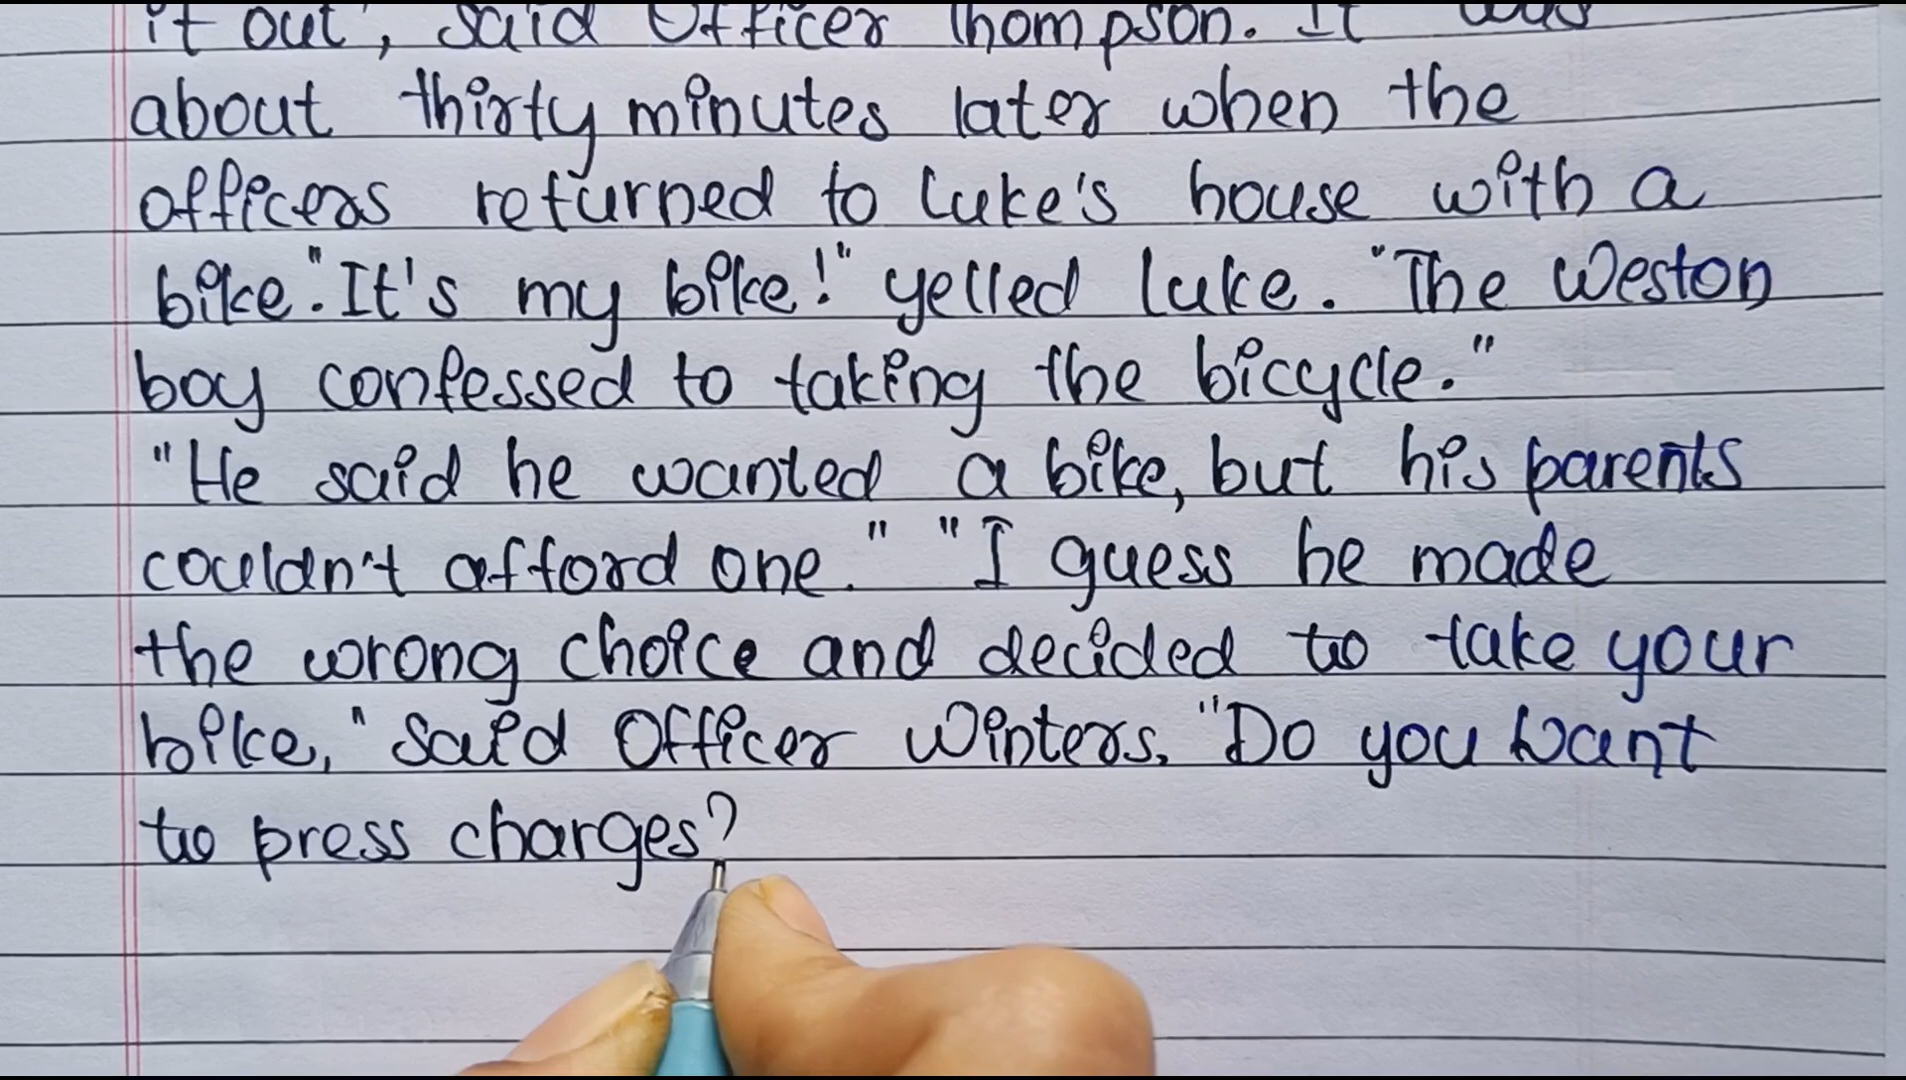 it out", said Officer Thompson. It was
about thirty minutes later when the
officers returned to Luke's house with a
bike. "It's my bike!" yelled Luke. "The Weston
boy confessed to taking the bicycle."
"He said he wanted a bike, but his parents
couldn't afford one." "I guess he made
the wrong choice and decided to take your
bike," said Officer Winters. "Do you want
to press charges?